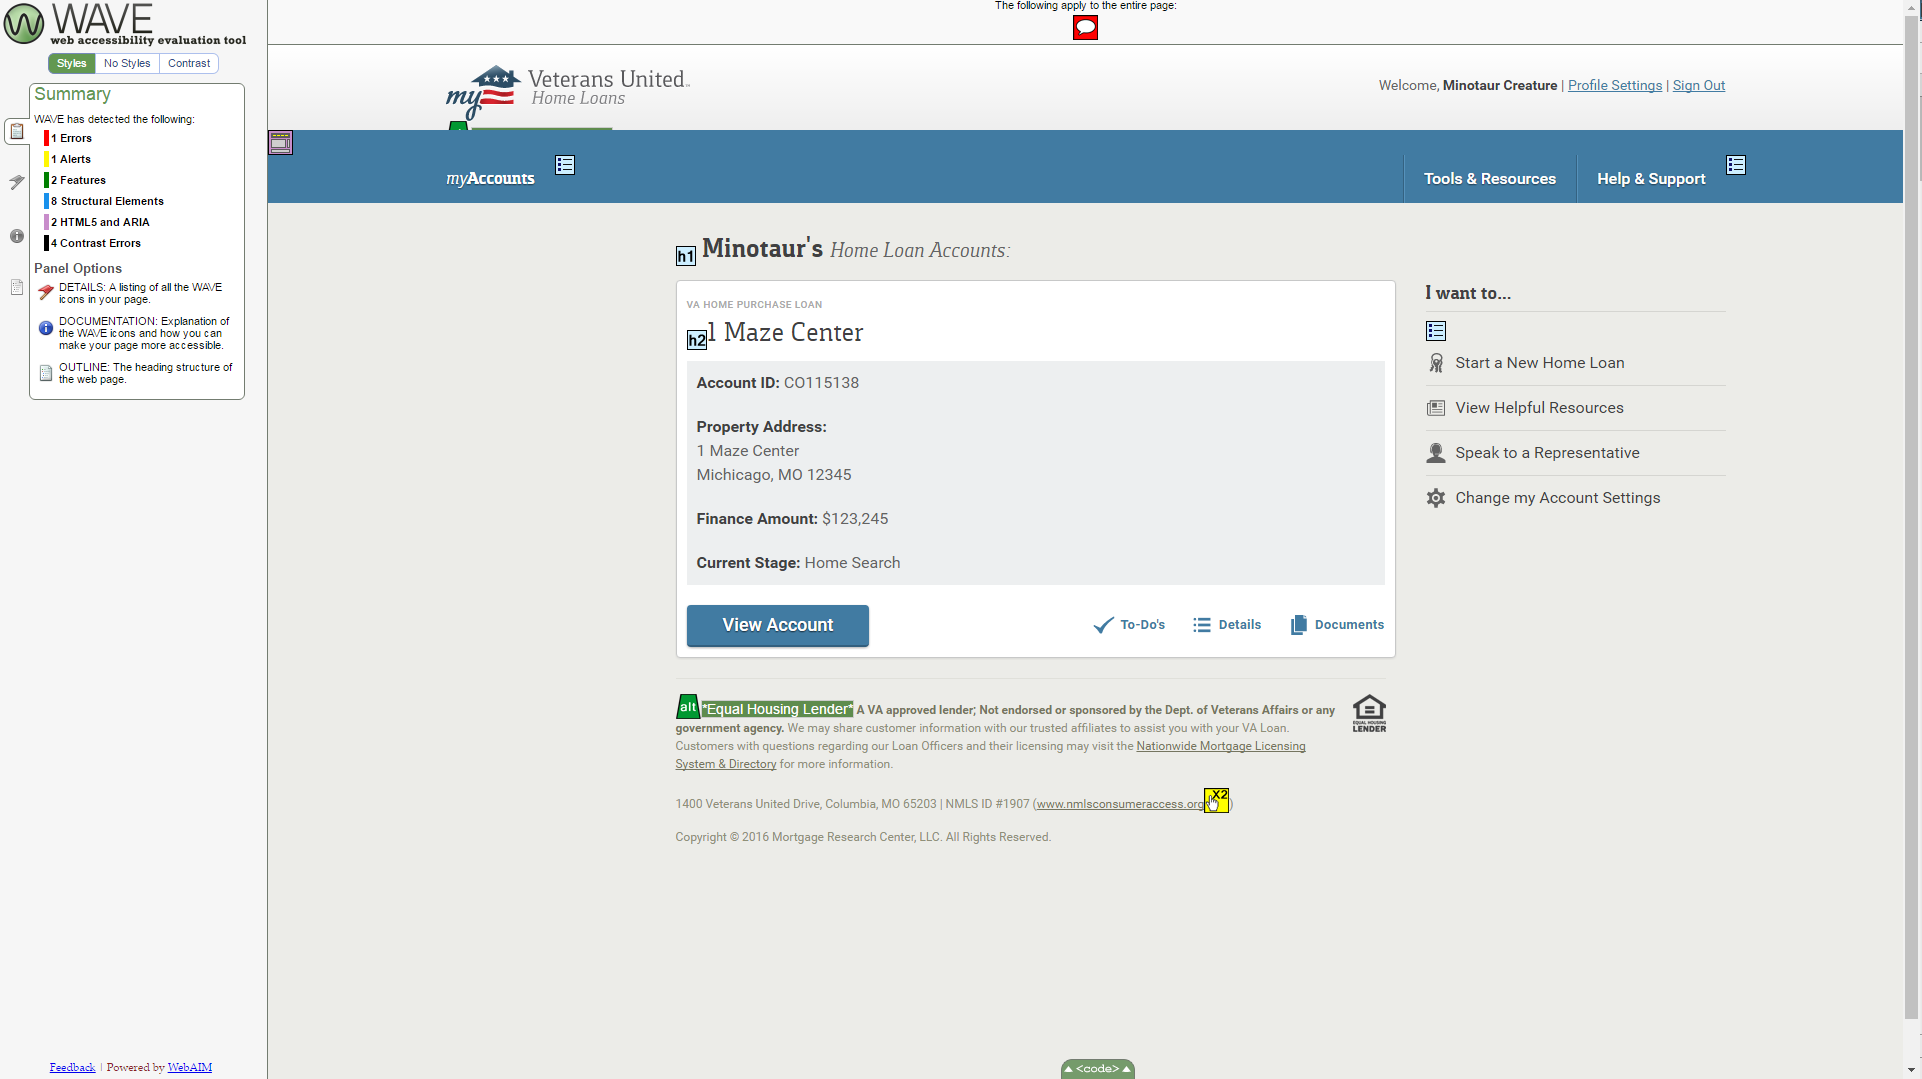 WAVE
web accessibility evaluation tool
Styles No Styles Contrast
Summary
WAVE has detected the following:
1 Errors
1 Alerts
2 Features
8 Structural Elements
2 HTML5 and ARIA
4 Contrast Errors
Panel Options
DETAILS: A listing of all the WAVE
icons in your page.
DOCUMENTATION: Explanation of
the WAVE icons and how you can
make your page more accessible.
OUTLINE: The heading structure of
the web page.
Feedback | Powered by WebAIM
The following apply to the entire page:
my Veterans United
Home Loans
Welcome, Minotaur Creature | Profile Settings | Sign Out
myAccounts
Tools & Resources
Help & Support
h1 Minotaur's Home Loan Accounts:
VA HOME PURCHASE LOAN
h2 1 Maze Center
Account ID: CO115138
Property Address:
1 Maze Center
Michicago, MO 12345
Finance Amount: $123,245
Current Stage: Home Search
View Account
To-Do's
Details
Documents
I want to...
Start a New Home Loan
View Helpful Resources
Speak to a Representative
Change my Account Settings
alt *Equal Housing Lender* A VA approved lender; Not endorsed or sponsored by the Dept. of Veterans Affairs or any
government agency. We may share customer information with our trusted affiliates to assist you with your VA Loan.
Customers with questions regarding our Loan Officers and their licensing may visit the Nationwide Mortgage Licensing
System & Directory for more information.
EQUAL HOUSING
LENDER
1400 Veterans United Drive, Columbia, MO 65203 | NMLS ID #1907 (www.nmlsconsumeraccess.org X2 )
Copyright © 2016 Mortgage Research Center, LLC. All Rights Reserved.
<code>